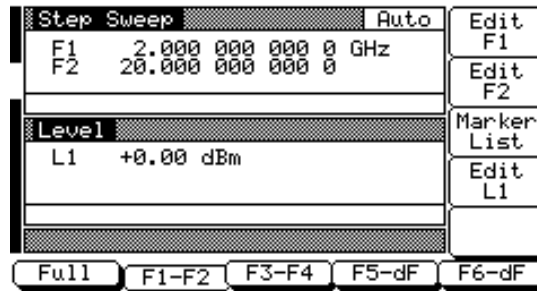 Step Sweep Auto
F1 2.000 000 000 0 GHz
F2 20.000 000 000 0
Level
L1 +0.00 dBm
Edit
F1
Edit
F2
Marker
List
Edit
L1
Full F1-F2 F3-F4 F5-dF F6-dF